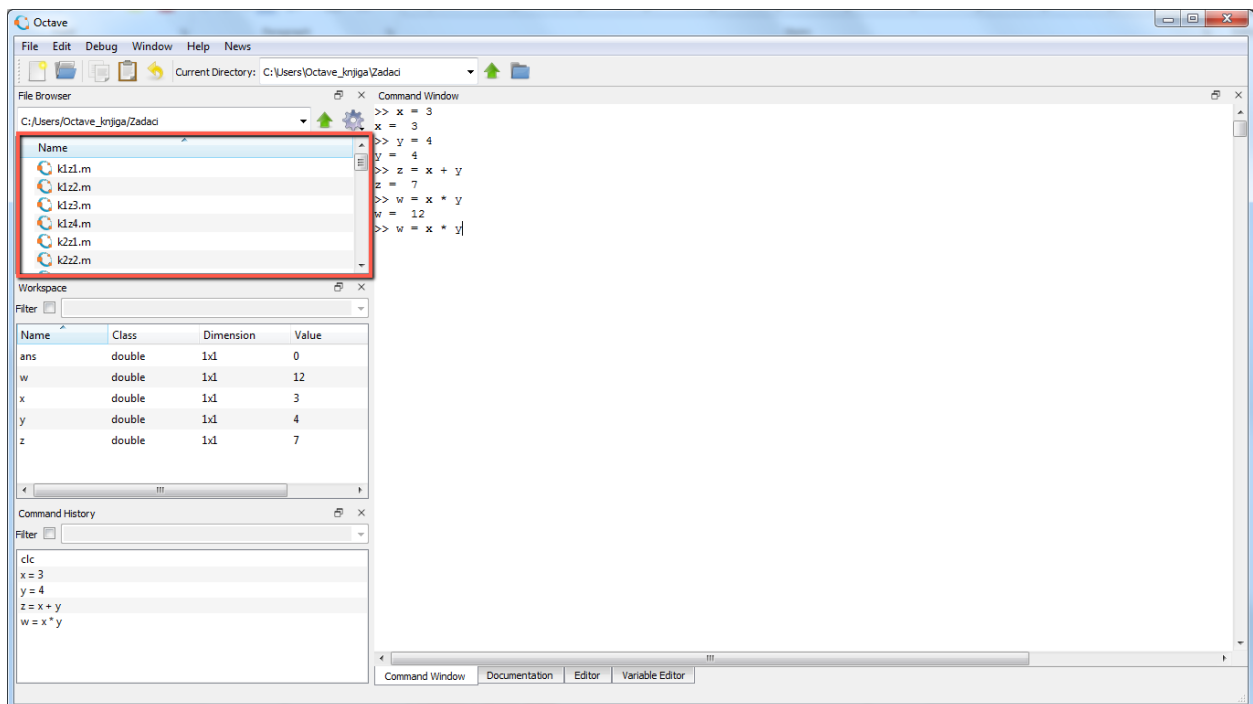 Octave
File Edit Debug Window Help News
Current Directory: C:\Users\Octave_knjiga\Zadaci
File Browser
C:/Users/Octave_knjiga/Zadaci
Name
k1z1.m
k1z2.m
k1z3.m
k1z4.m
k2z1.m
k2z2.m
Workspace
Filter
Name Class Dimension Value
ans double 1x1 0
w double 1x1 12
x double 1x1 3
y double 1x1 4
z double 1x1 7
Command History
Filter
clc
x = 3
y = 4
z = x + y
w = x * y
Command Window
>> x = 3
x = 3
>> y = 4
y = 4
>> z = x + y
z = 7
>> w = x * y
w = 12
>> w = x * y
Command Window Documentation Editor Variable Editor